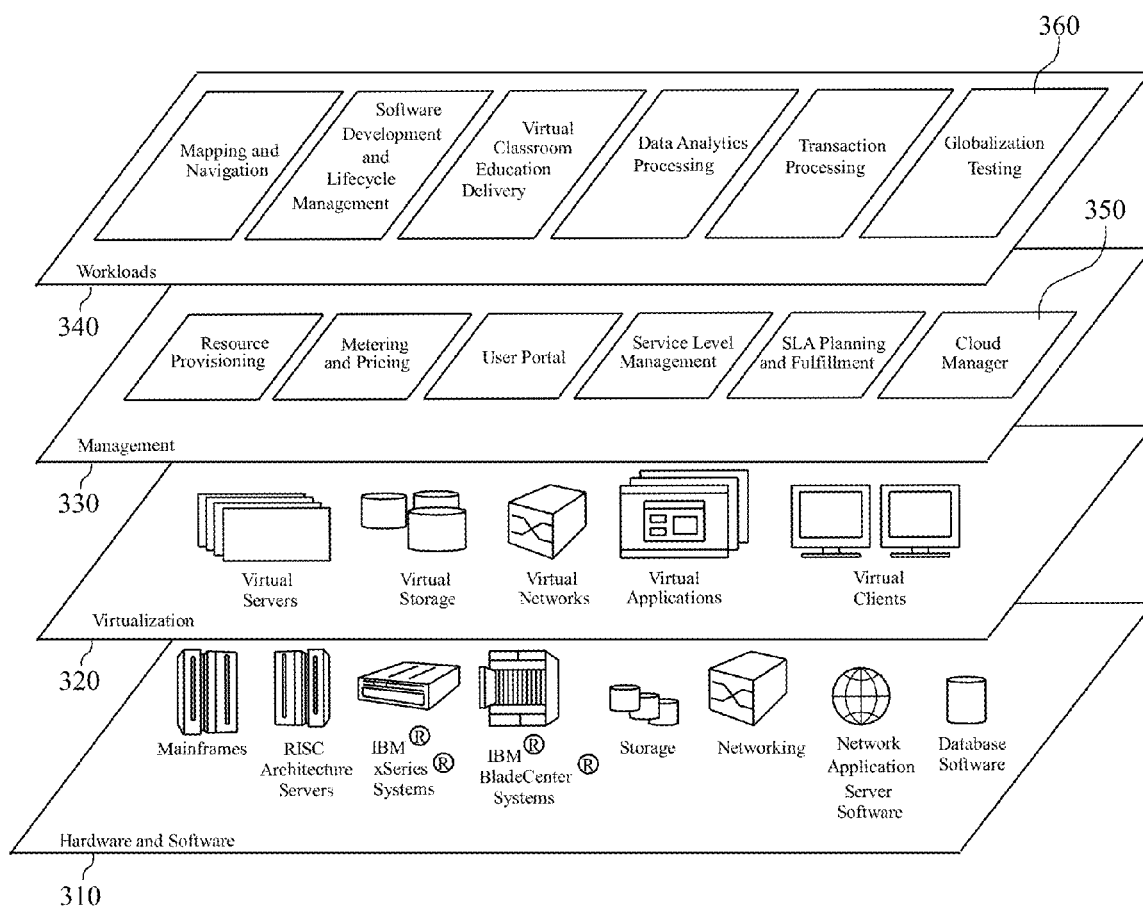 360
Mapping and
Navigation
Software
Development
and
Lifecycle
Management
Virtual
Classroom
Education
Delivery
Data Analytics
Processing
Transaction
Processing
Globalization
Testing
350
Workloads
340
Resource
Provisioning
Metering
and Pricing
User Portal
Service Level
Management
SLA Planning
and Fulfillment
Cloud
Manager
Management
330
Virtual
Servers
Virtual
Storage
Virtual
Networks
Virtual
Applications
Virtual
Clients
Virtualization
320
Mainframes
RISC
Architecture
Servers
IBM ®
xSeries ®
Systems
IBM ®
BladeCenter ®
Systems
Storage
Networking
Network
Application
Server
Software
Database
Software
Hardware and Software
310